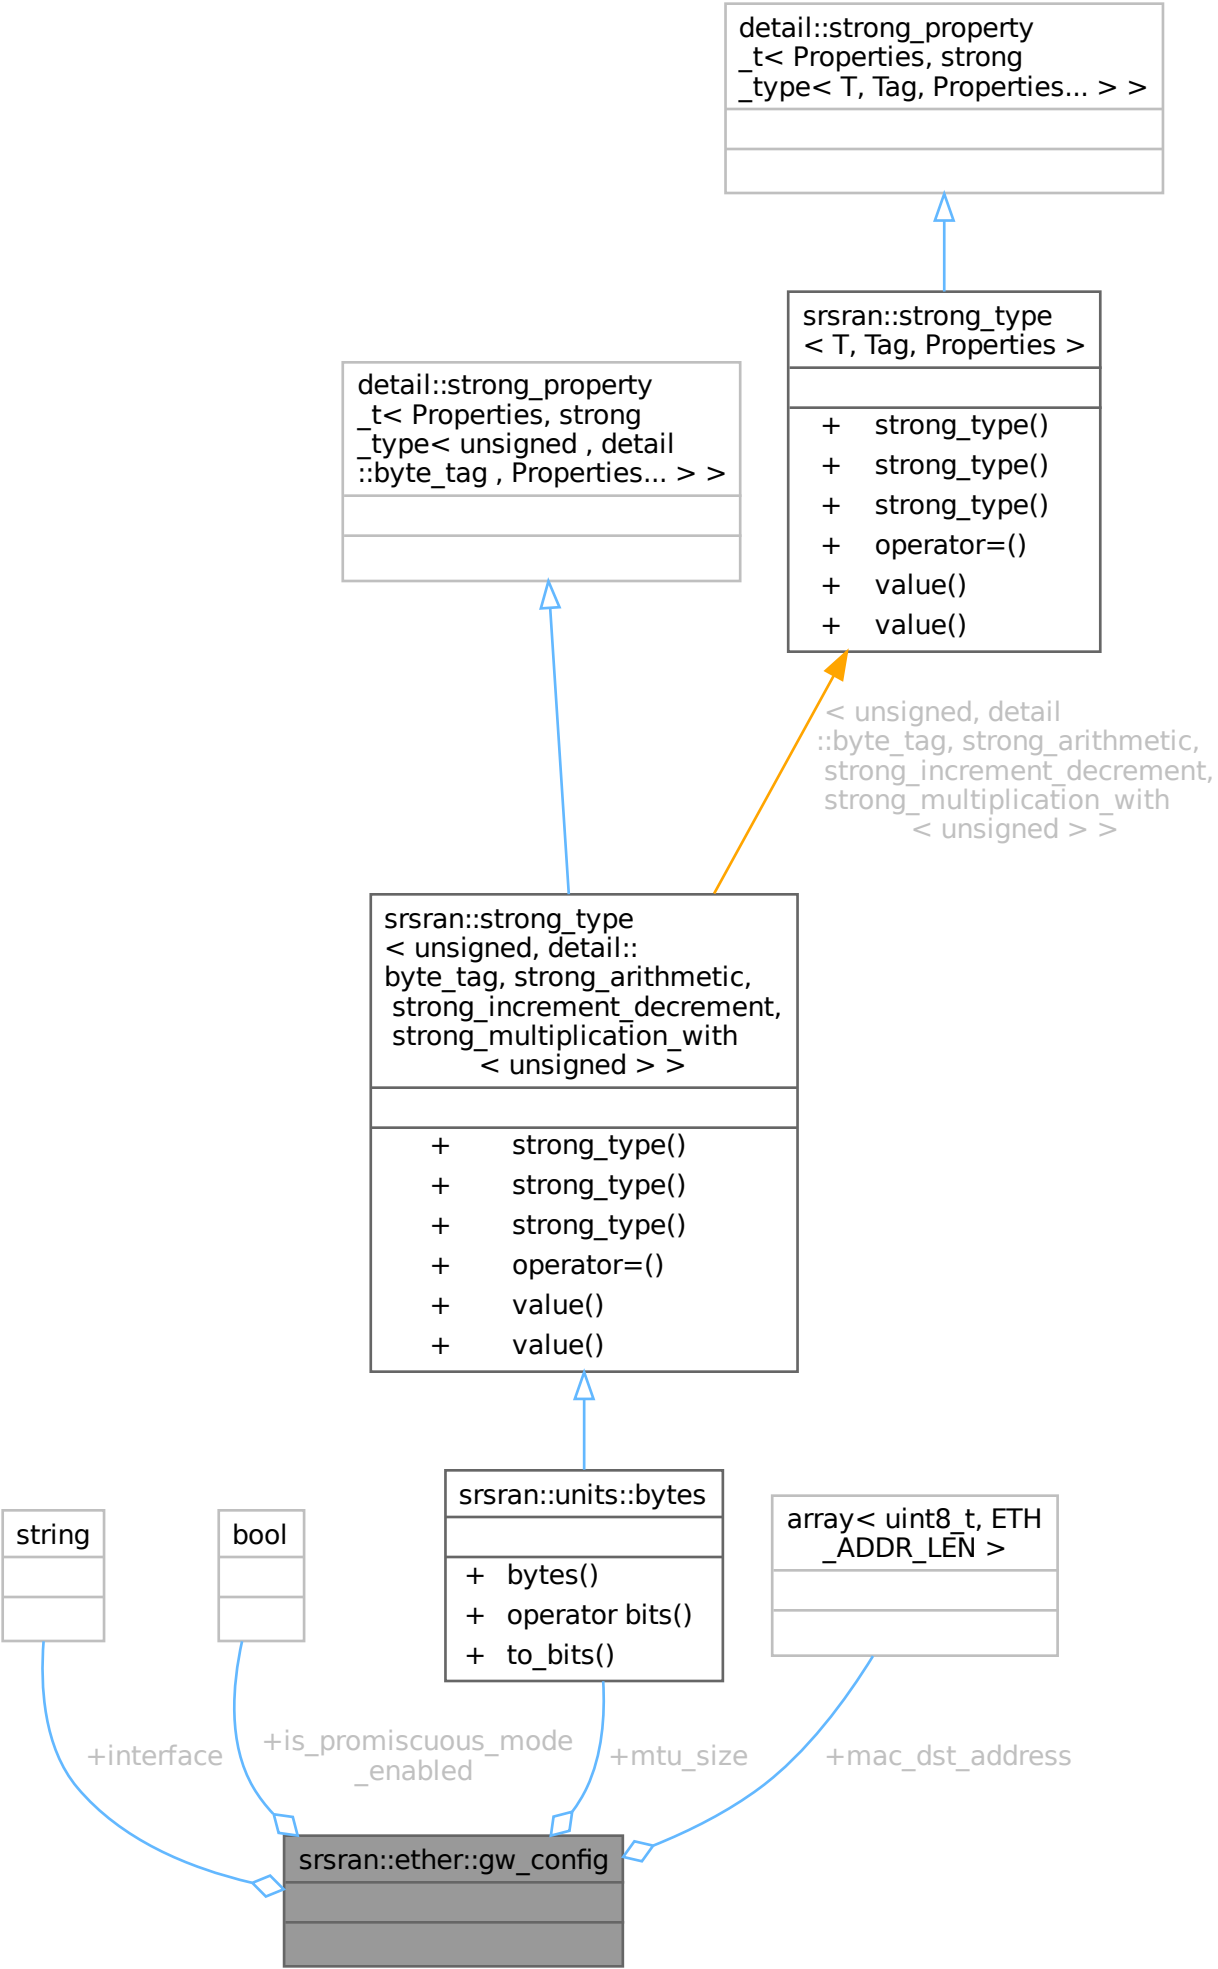 detail::strong_property
_t< Properties, strong
_type< T, Tag, Properties... > >
srsran::strong_type
< T, Tag, Properties >
+ strong_type()
+ strong_type()
+ strong_type()
+ operator=()
+ value()
+ value()
detail::strong_property
_t< Properties, strong
_type< unsigned , detail
::byte_tag , Properties... > >
< unsigned, detail
::byte_tag, strong_arithmetic,
strong_increment_decrement,
strong_multiplication_with
< unsigned > >
srsran::strong_type
< unsigned, detail::
byte_tag, strong_arithmetic,
strong_increment_decrement,
strong_multiplication_with
< unsigned > >
+ strong_type()
+ strong_type()
+ strong_type()
+ operator=()
+ value()
+ value()
string
bool
srsran::units::bytes
+ bytes()
+ operator bits()
+ to_bits()
array< uint8_t, ETH
_ADDR_LEN >
+interface
+is_promiscuous_mode
_enabled
+mtu_size
+mac_dst_address
srsran::ether::gw_config